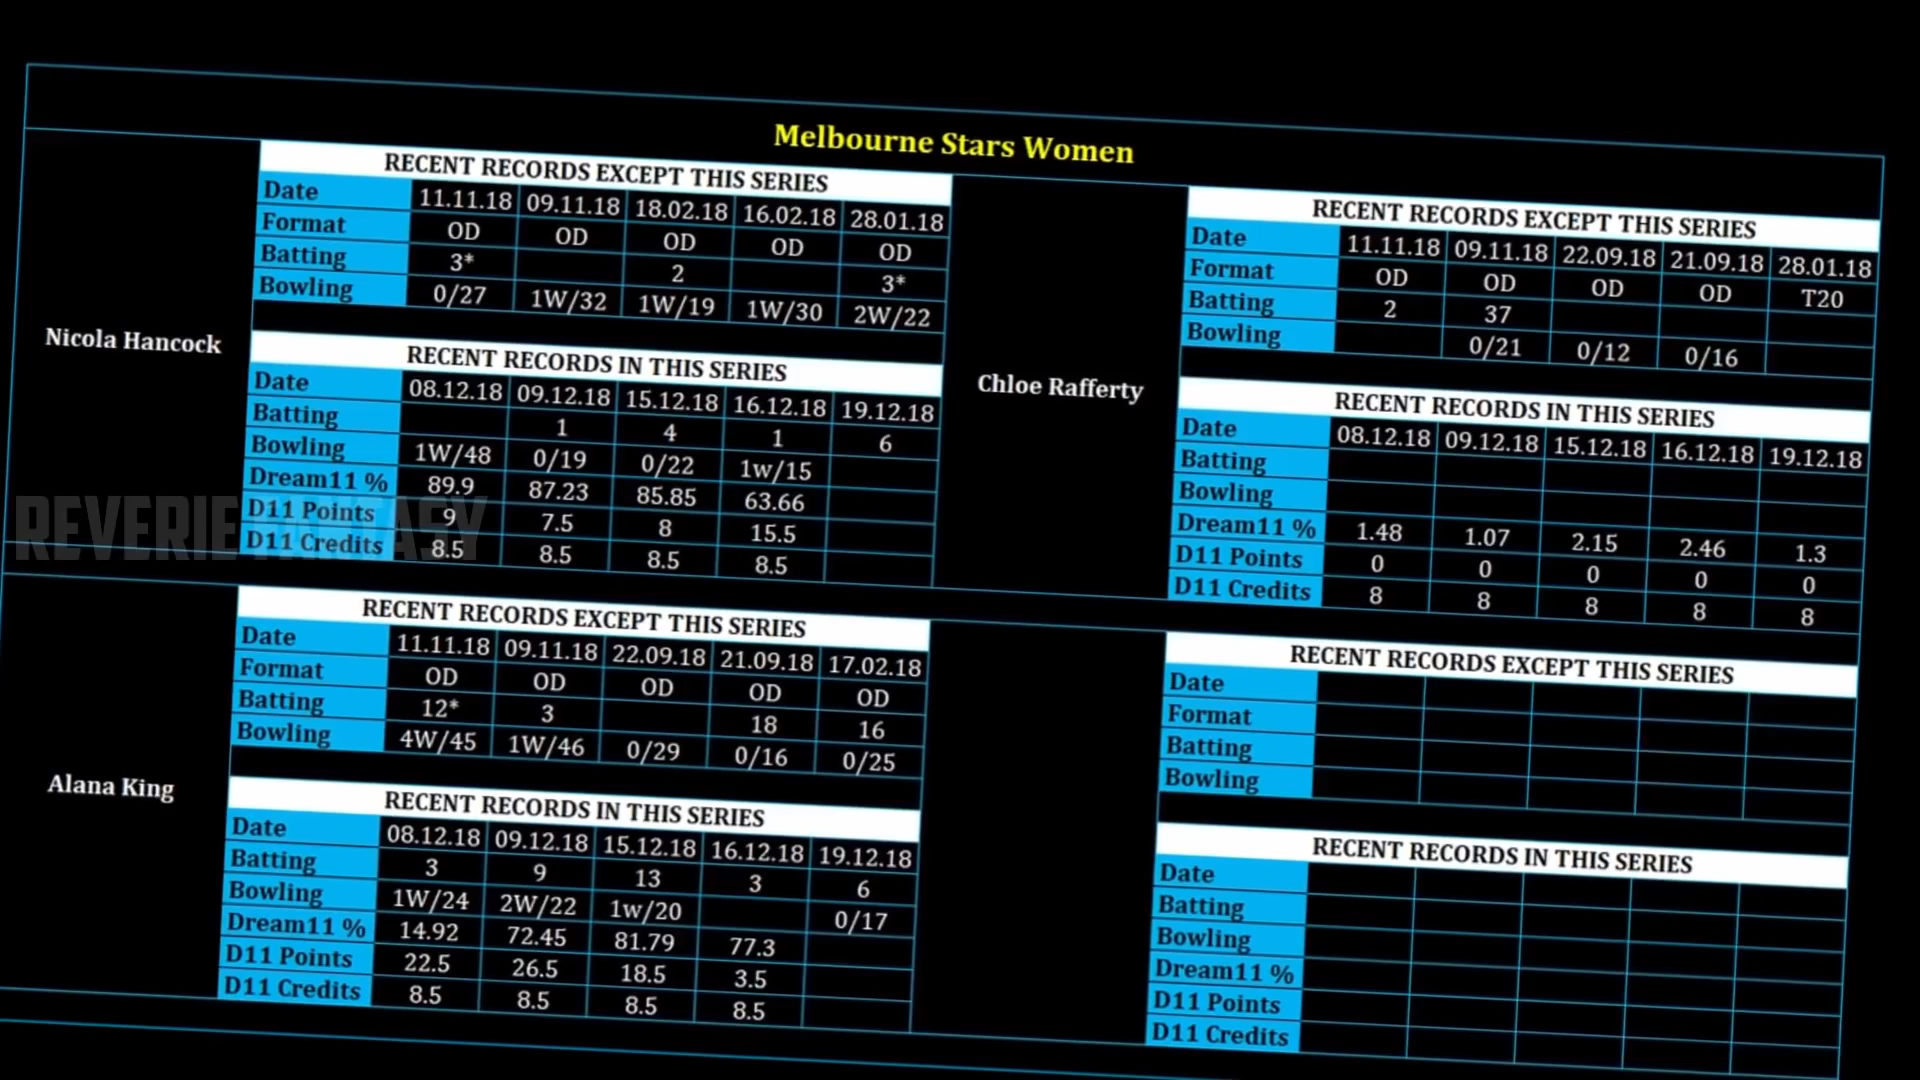 Melbourne Stars Women
Nicola Hancock
RECENT RECORDS EXCEPT THIS SERIES
Date 11.11.18 09.11.18 18.02.18 16.02.18 28.01.18
Format OD OD OD OD OD
Batting 3* 2 3*
Bowling 0/27 1W/32 1W/19 1W/30 2W/22
RECENT RECORDS IN THIS SERIES
Date 08.12.18 09.12.18 15.12.18 16.12.18 19.12.18
Batting 1 4 1 6
Bowling 1W/48 0/19 0/22 1w/15
Dream11 % 89.9 87.23 85.85 63.66
D11 Points 9 7.5 8 15.5
D11 Credits 8.5 8.5 8.5 8.5
REVERIE FANTASY
Chloe Rafferty
RECENT RECORDS EXCEPT THIS SERIES
Date 11.11.18 09.11.18 22.09.18 21.09.18 28.01.18
Format OD OD OD OD T20
Batting 2 37
Bowling 0/21 0/12 0/16
RECENT RECORDS IN THIS SERIES
Date 08.12.18 09.12.18 15.12.18 16.12.18 19.12.18
Batting
Bowling
Dream11 % 1.48 1.07 2.15 2.46 1.3
D11 Points 0 0 0 0 0
D11 Credits 8 8 8 8 8
Alana King
RECENT RECORDS EXCEPT THIS SERIES
Date 11.11.18 09.11.18 22.09.18 21.09.18 17.02.18
Format OD OD OD OD OD
Batting 12* 3 18 16
Bowling 4W/45 1W/46 0/29 0/16 0/25
RECENT RECORDS IN THIS SERIES
Date 08.12.18 09.12.18 15.12.18 16.12.18 19.12.18
Batting 3 9 13 3 6
Bowling 1W/24 2W/22 1w/20 0/17
Dream11 % 14.92 72.45 81.79 77.3
D11 Points 22.5 26.5 18.5 3.5
D11 Credits 8.5 8.5 8.5 8.5
RECENT RECORDS EXCEPT THIS SERIES
Date
Format
Batting
Bowling
RECENT RECORDS IN THIS SERIES
Date
Batting
Bowling
Dream11 %
D11 Points
D11 Credits